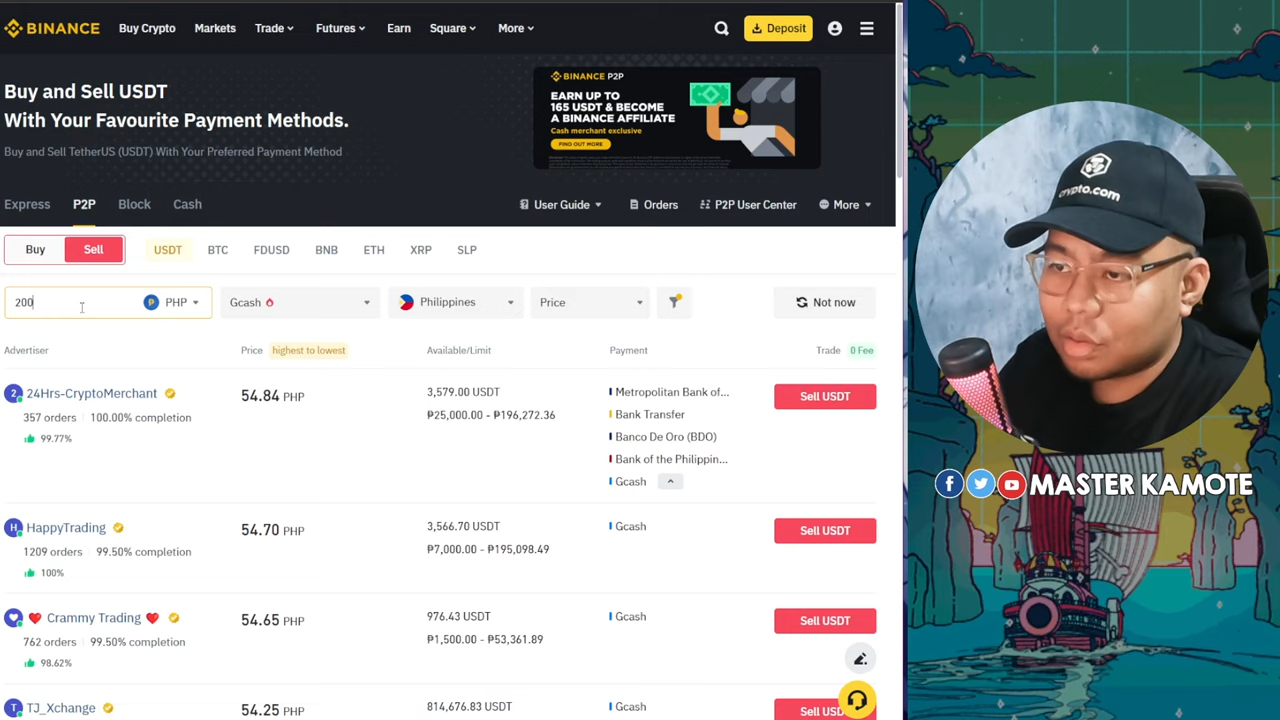 BINANCE Buy Crypto Markets Trade Futures Earn Square More Deposit
Buy and Sell USDT
With Your Favourite Payment Methods.
Buy and Sell TetherUS (USDT) With Your Preferred Payment Method
BINANCE P2P
EARN UP TO
165 USDT & BECOME
A BINANCE AFFILIATE
Cash merchant exclusive
FIND OUT MORE
Express P2P Block Cash User Guide Orders P2P User Center More
Buy Sell USDT BTC FDUSD BNB ETH XRP SLP
200 PHP Gcash Philippines Price Not now
Advertiser Price highest to lowest Available/Limit Payment Trade 0 Fee
2 24Hrs-CryptoMerchant 54.84 PHP 3,579.00 USDT Metropolitan Bank of... Sell USDT
357 orders 100.00% completion ₱25,000.00 - ₱196,272.36 Bank Transfer
99.77% Banco De Oro (BDO)
Bank of the Philippin...
Gcash
H HappyTrading 54.70 PHP 3,566.70 USDT Gcash Sell USDT
1209 orders 99.50% completion ₱7,000.00 - ₱195,098.49
100%
Crammy Trading 54.65 PHP 976.43 USDT Gcash Sell USDT
762 orders 99.50% completion ₱1,500.00 - ₱53,361.89
98.62%
T TJ_Xchange 54.25 PHP 814,676.83 USDT Gcash Sell USDT
crypto.com
MASTER KAMOTE